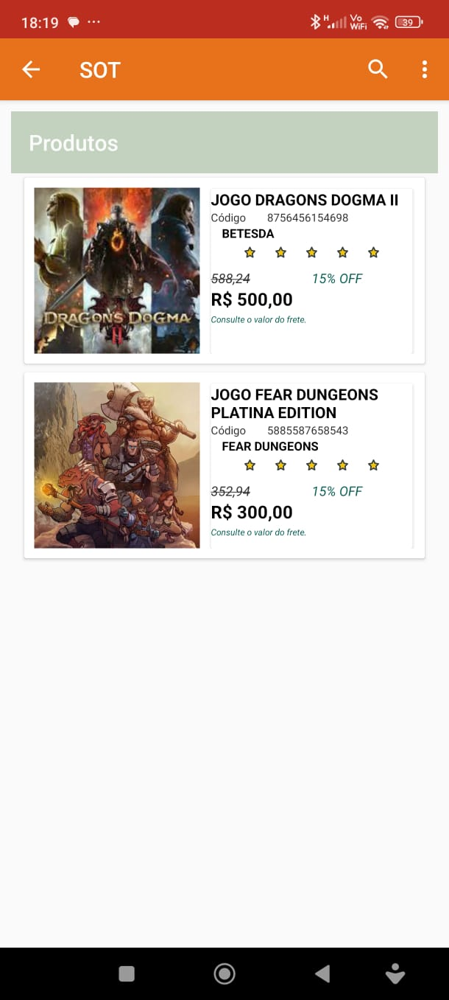 18:19
Vo
WiFi
H
39
SOT
Produtos
DRAGON'S DOGMA
II
JOGO DRAGONS DOGMA II
Código 8756456154698
BETESDA
588,24 15% OFF
R$ 500,00
Consulte o valor do frete.
JOGO FEAR DUNGEONS
PLATINA EDITION
Código 5885587658543
FEAR DUNGEONS
352,94 15% OFF
R$ 300,00
Consulte o valor do frete.